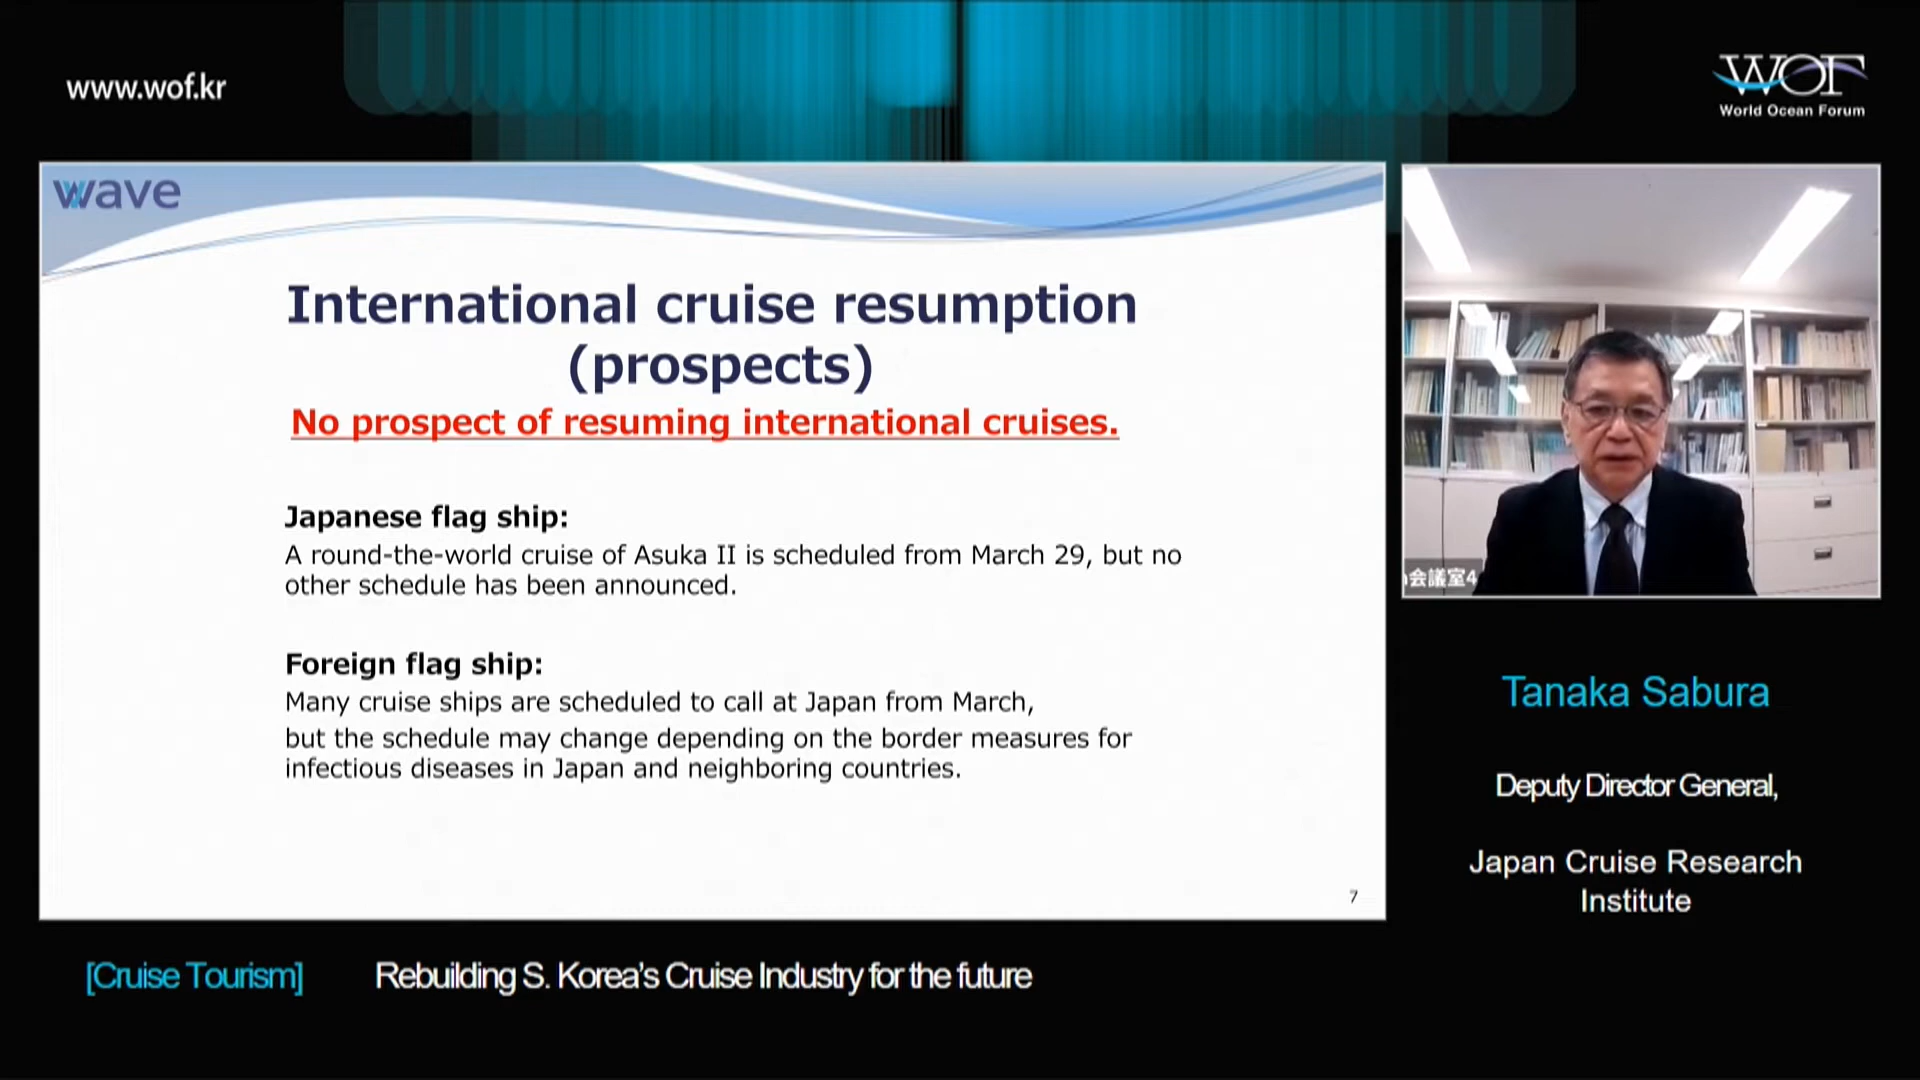 www.wof.kr
WOF
World Ocean Forum
wave
International cruise resumption
(prospects)
No prospect of resuming international cruises.
Japanese flag ship:
A round-the-world cruise of Asuka II is scheduled from March 29, but no
other schedule has been announced.
Foreign flag ship:
Many cruise ships are scheduled to call at Japan from March,
but the schedule may change depending on the border measures for
infectious diseases in Japan and neighboring countries.
7
会議室4
Tanaka Sabura
Deputy Director General,
Japan Cruise Research
Institute
[Cruise Tourism]
Rebuilding S. Korea's Cruise Industry for the future